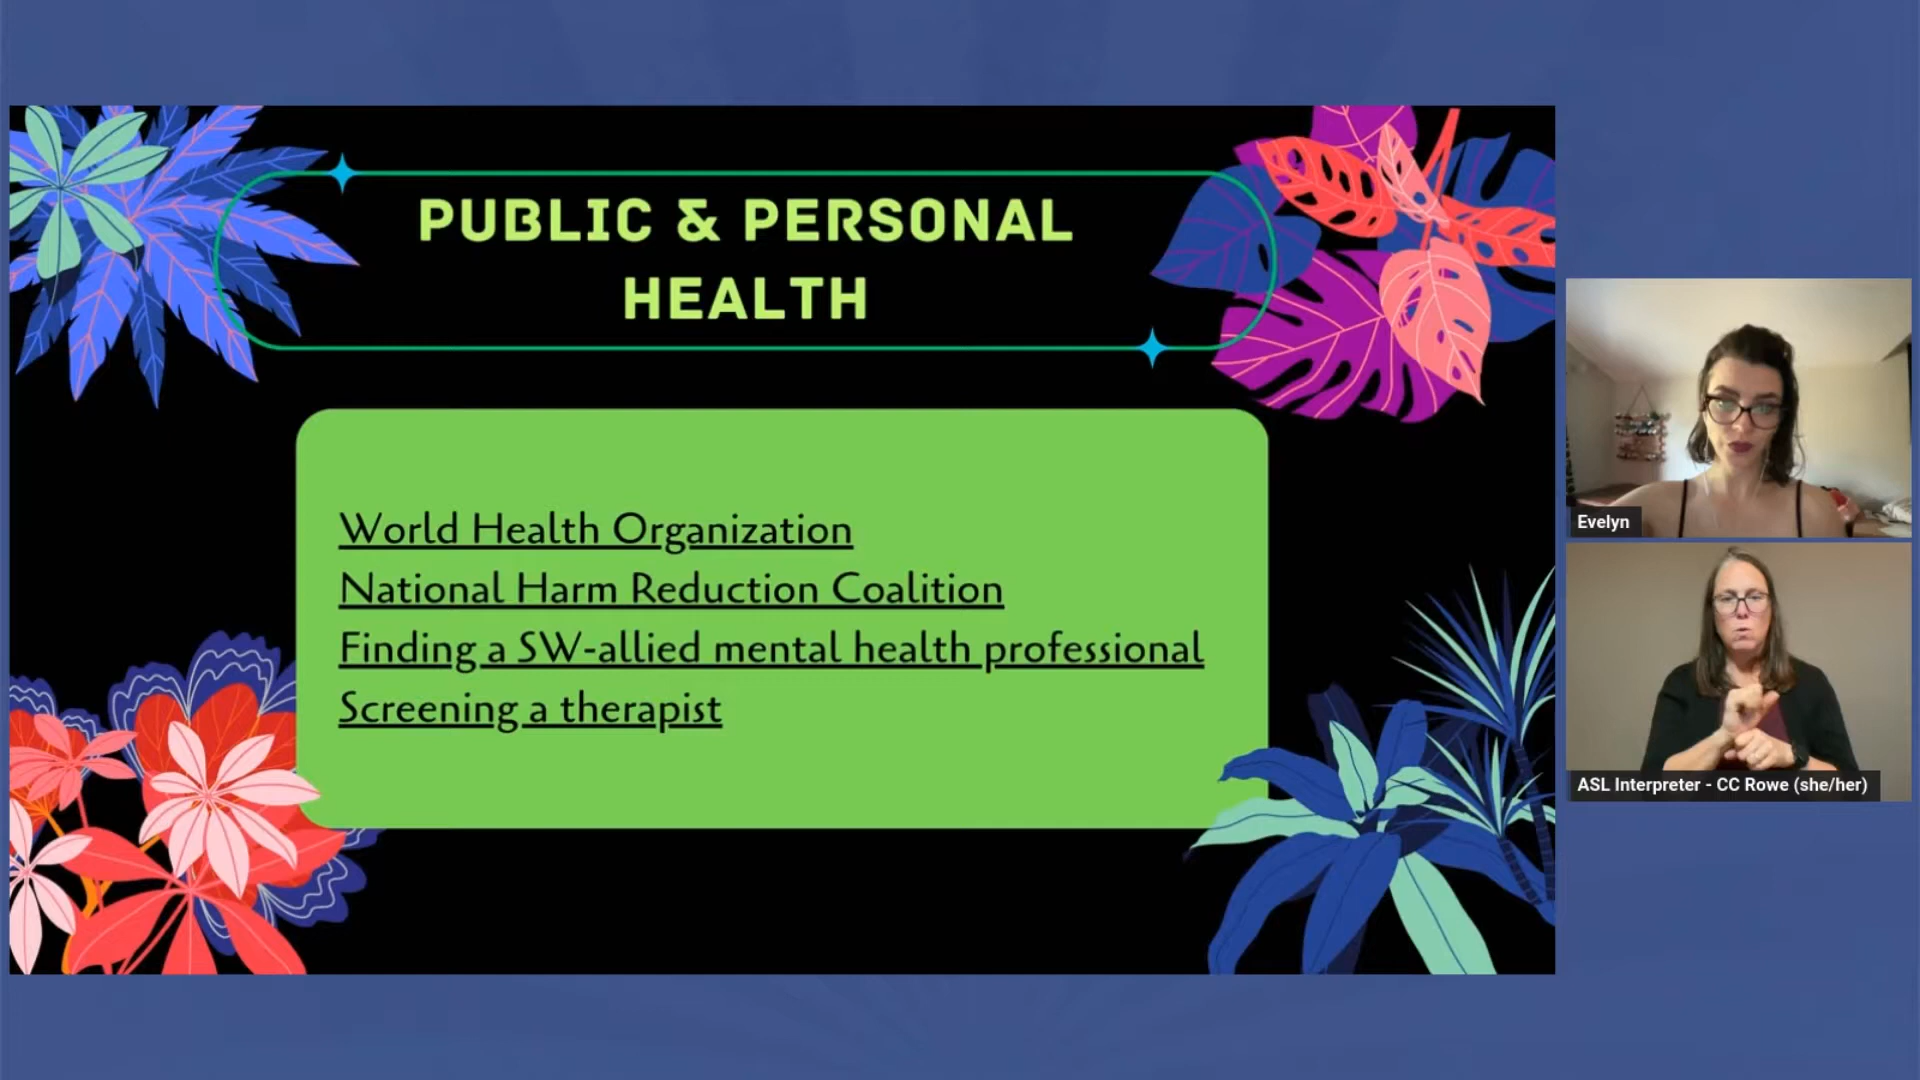 PUBLIC & PERSONAL
HEALTH
World Health Organization
National Harm Reduction Coalition
Finding a SW-allied mental health professional
Screening a therapist
Evelyn
ASL Interpreter - CC Rowe (she/her)